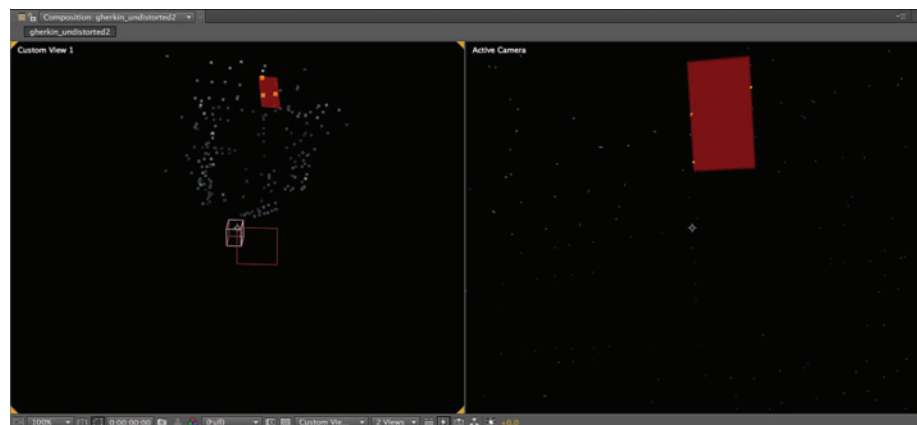 Composition: gherkin_undistorted2
gherkin_undistorted2
Custom View 1
Active Camera
100%
0:00:00:00
(Full)
Custom Vie...
2 Views
+0.0